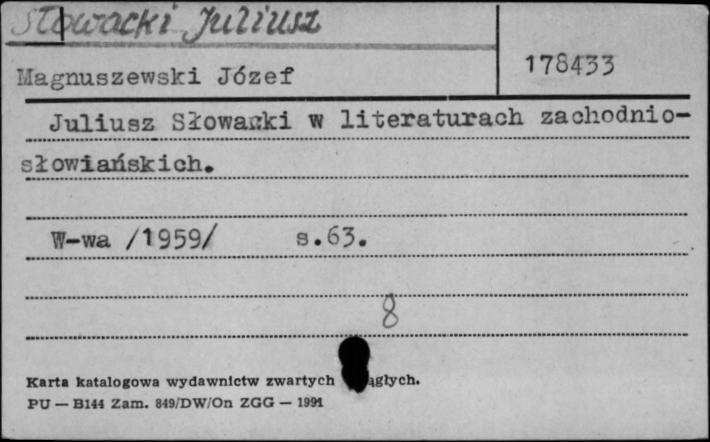 Słowacki Juliusz
Magnuszewski Józef
178433
Juliusz Słowacki w literaturach zachodnio-
słowiańskich.
W-wa /1959/ s.63.
8
Karta katalogowa wydawnictw zwartych
PU — B144 Zam. 849/DW/On ZGG — 1991